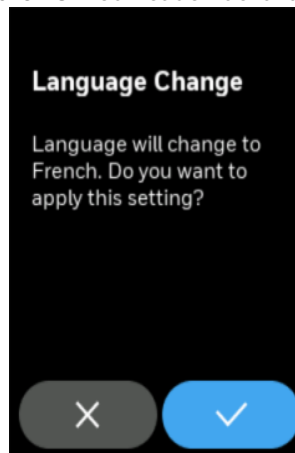 Language Change
Language will change to
French. Do you want to
apply this setting?